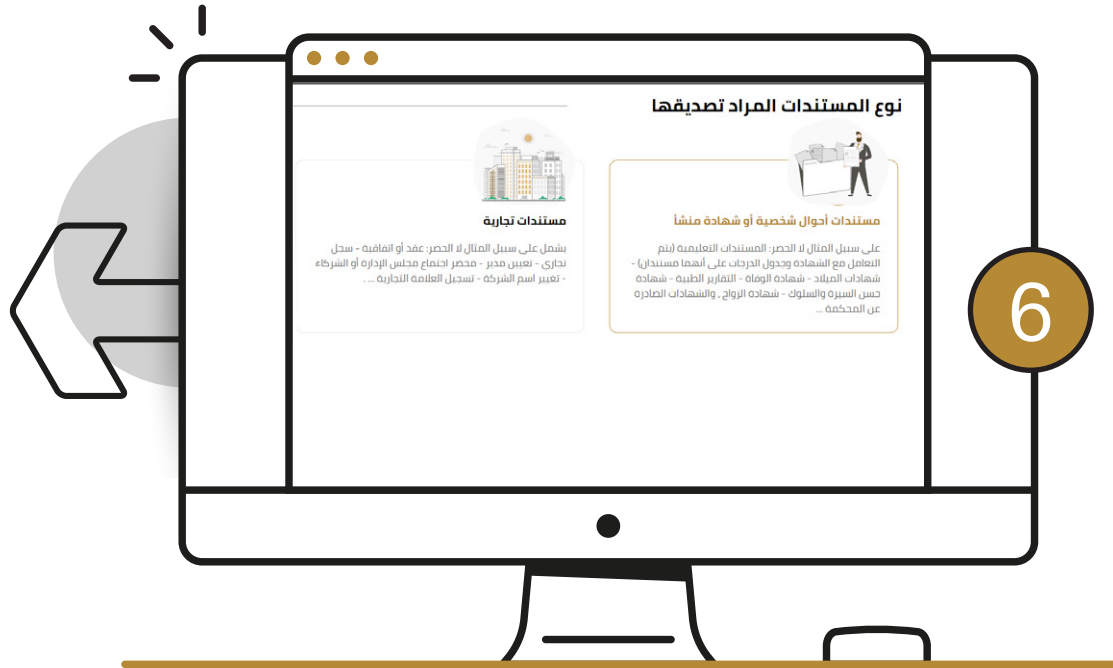 نوع المستندات المراد تصديقها
مستندات أحوال شخصية أو شهادة منشأ
على سبيل المثال لا الحصر: المستندات التعليمية (يتم
التعامل مع الشهادة وجدول الدرجات على أنهما مستندان) -
شهادات الميلاد - شهادة الوفاة - التقارير الطبية - شهادة
حسن السيرة والسلوك - شهادة الزواج , والشهادات الصادرة
عن المحكمة ...
مستندات تجارية
يشمل على سبيل المثال لا الحصر: عقد أو اتفاقية - سجل
تجاري - تعيين مدير - محضر اجتماع مجلس الإدارة أو الشركاء
- تغيير اسم الشركة - تسجيل العلامة التجارية ... .
6